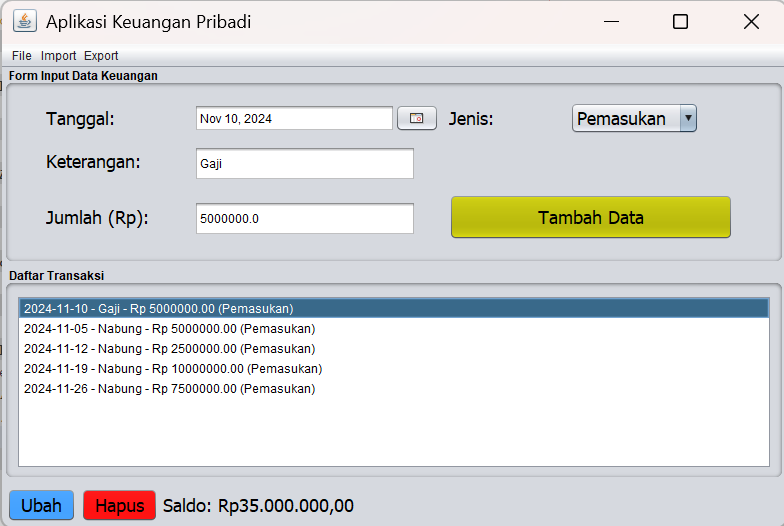 Aplikasi Keuangan Pribadi
File Import Export
Form Input Data Keuangan
Tanggal: Nov 10, 2024 Jenis: Pemasukan
Keterangan: Gaji
Jumlah (Rp): 5000000.0 Tambah Data
Daftar Transaksi
2024-11-10 - Gaji - Rp 5000000.00 (Pemasukan)
2024-11-05 - Nabung - Rp 5000000.00 (Pemasukan)
2024-11-12 - Nabung - Rp 2500000.00 (Pemasukan)
2024-11-19 - Nabung - Rp 10000000.00 (Pemasukan)
2024-11-26 - Nabung - Rp 7500000.00 (Pemasukan)
Ubah Hapus Saldo: Rp35.000.000,00